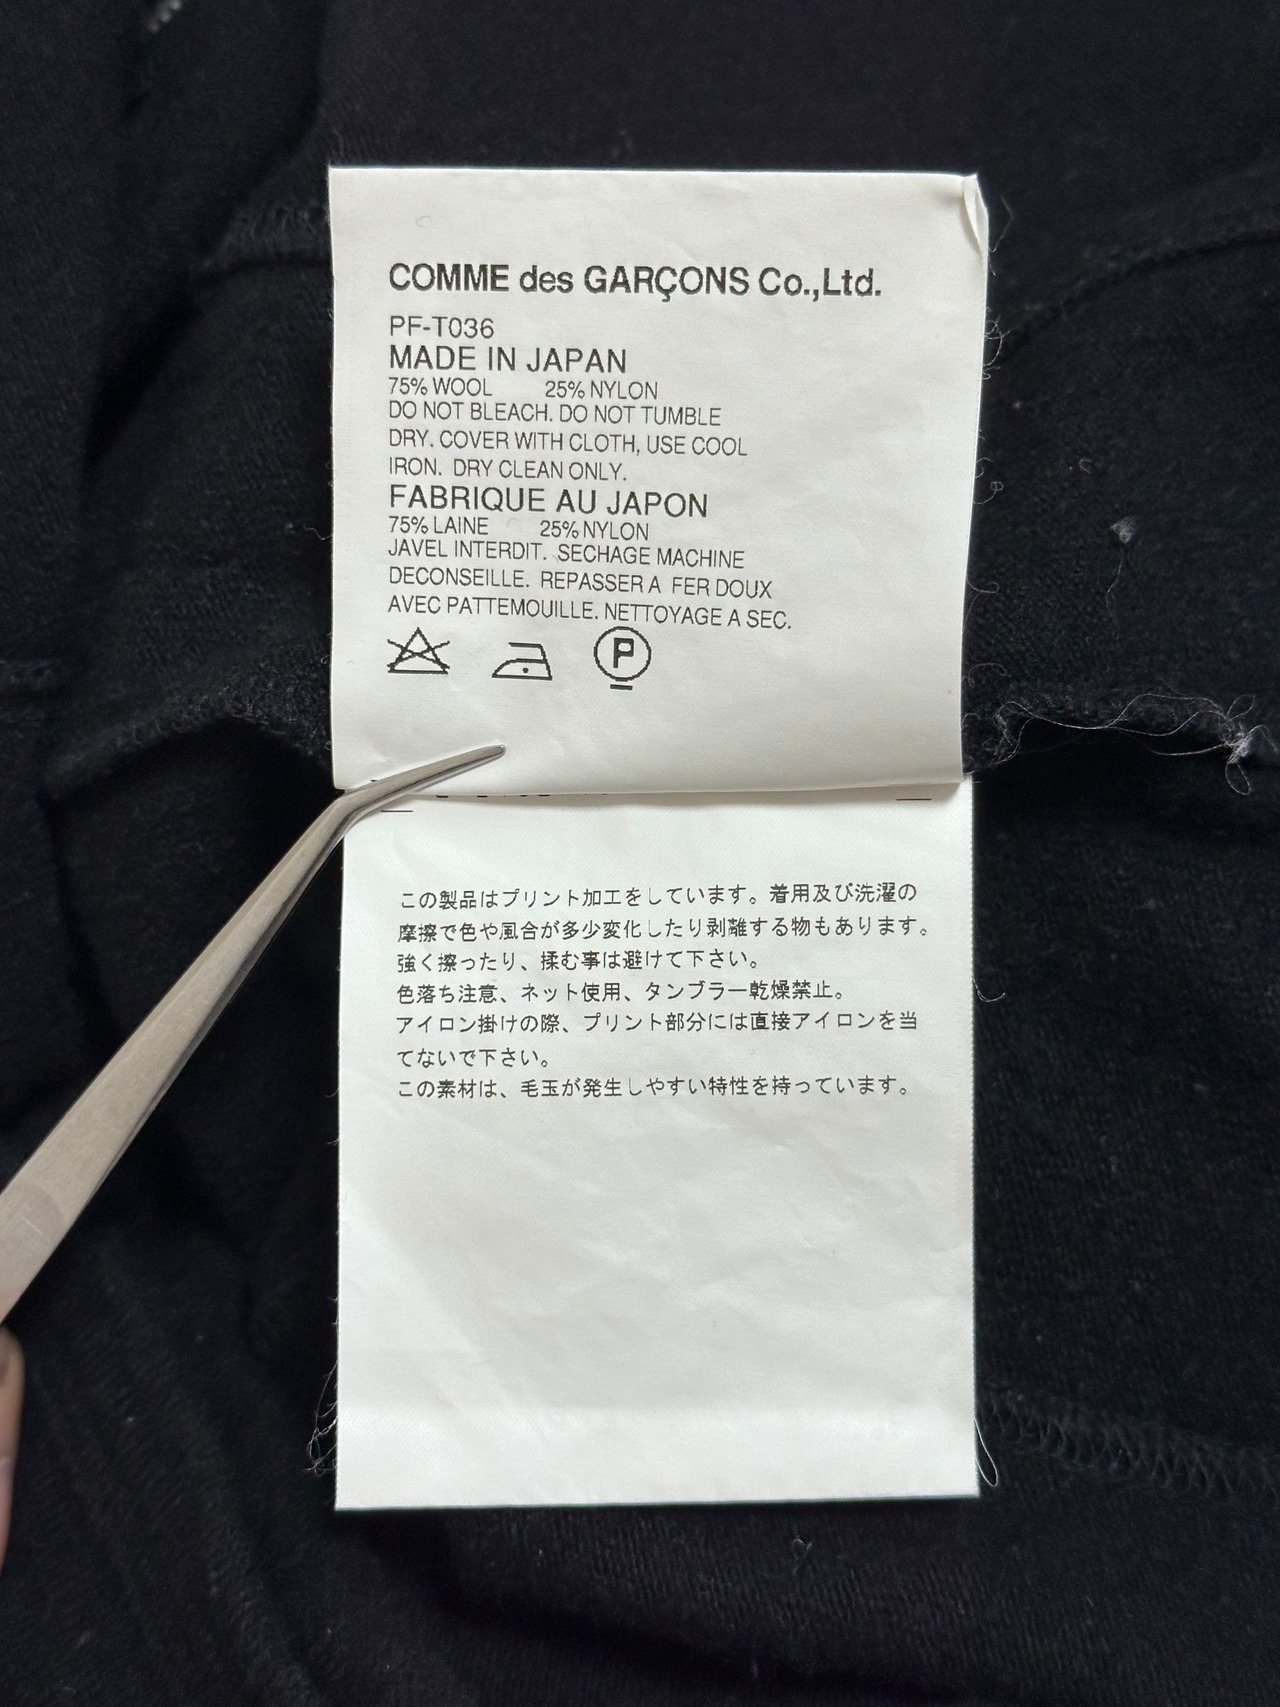 COMME des GARÇONS Co.,Ltd.
PF-T036
MADE IN JAPAN
75% WOOL 25% NYLON
DO NOT BLEACH. DO NOT TUMBLE
DRY. COVER WITH CLOTH, USE COOL
IRON. DRY CLEAN ONLY.
FABRIQUE AU JAPON
75% LAINE 25% NYLON
JAVEL INTERDIT. SECHAGE MACHINE
DECONSEILLE. REPASSER A FER DOUX
AVEC PATTEMOUILLE. NETTOYAGE A SEC.
P
この製品はプリント加工をしています。着用及び洗濯の
摩擦で色や風合が多少変化したり剥離する物もあります。
強く擦ったり、揉む事は避けて下さい。
色落ち注意、ネット使用、タンブラー乾燥禁止。
アイロン掛けの際、プリント部分には直接アイロンを当
てないで下さい。
この素材は、毛玉が発生しやすい特性を持っています。